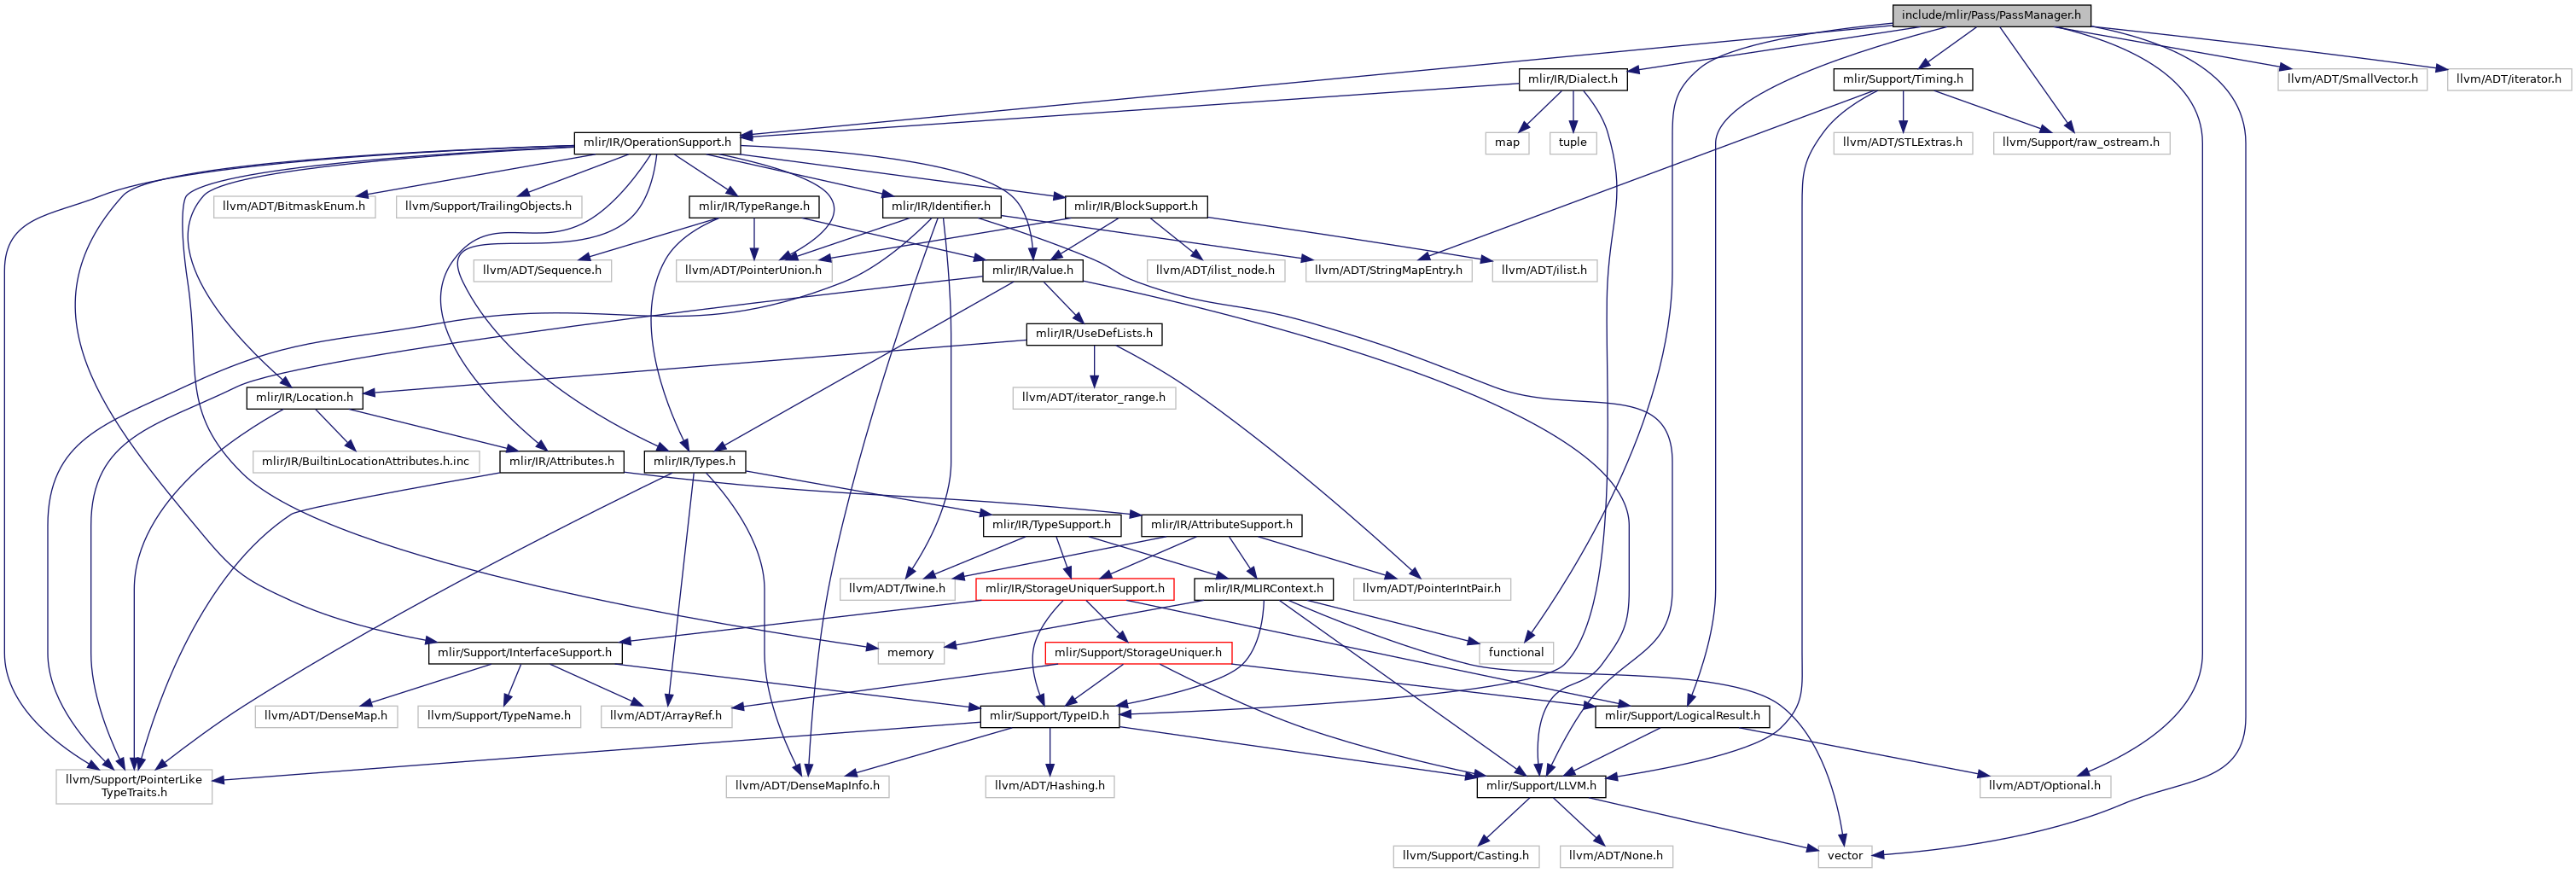 include/mlir/Pass/PassManager.h
mlir/IR/Dialect.h
mlir/Support/Timing.h
llvm/ADT/SmallVector.h
llvm/ADT/iterator.h
mlir/IR/OperationSupport.h
map
tuple
llvm/ADT/STLExtras.h
llvm/Support/raw_ostream.h
llvm/ADT/BitmaskEnum.h
llvm/Support/TrailingObjects.h
mlir/IR/TypeRange.h
mlir/IR/Identifier.h
mlir/IR/BlockSupport.h
llvm/ADT/Sequence.h
llvm/ADT/PointerUnion.h
mlir/IR/Value.h
llvm/ADT/ilist_node.h
llvm/ADT/StringMapEntry.h
llvm/ADT/ilist.h
mlir/IR/UseDefLists.h
mlir/IR/Location.h
llvm/ADT/iterator_range.h
mlir/IR/BuiltinLocationAttributes.h.inc
mlir/IR/Attributes.h
mlir/IR/Types.h
mlir/IR/TypeSupport.h
mlir/IR/AttributeSupport.h
llvm/ADT/Twine.h
mlir/IR/StorageUniquerSupport.h
mlir/IR/MLIRContext.h
llvm/ADT/PointerIntPair.h
mlir/Support/InterfaceSupport.h
memory
mlir/Support/StorageUniquer.h
functional
llvm/ADT/DenseMap.h
llvm/Support/TypeName.h
llvm/ADT/ArrayRef.h
mlir/Support/TypeID.h
mlir/Support/LogicalResult.h
llvm/Support/PointerLike
TypeTraits.h
llvm/ADT/DenseMapInfo.h
llvm/ADT/Hashing.h
mlir/Support/LLVM.h
llvm/ADT/Optional.h
llvm/Support/Casting.h
llvm/ADT/None.h
vector